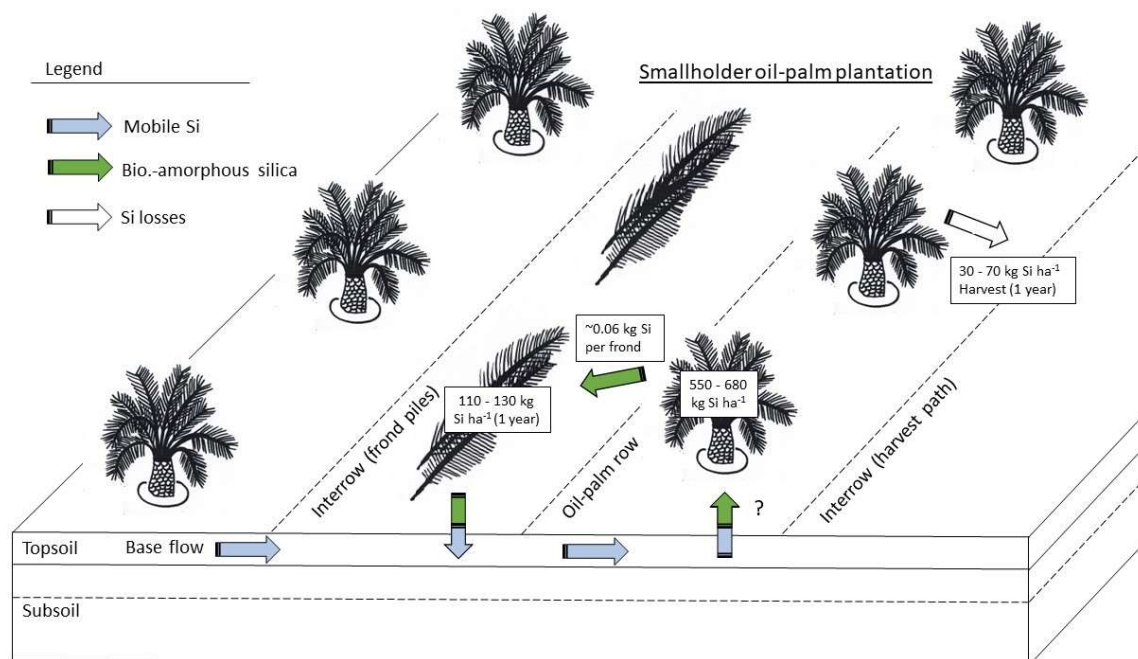 Legend
Mobile Si
Bio.-amorphous silica
Si losses
Smallholder oil-palm plantation
30 - 70 kg Si ha⁻¹
Harvest (1 year)
~0.06 kg Si
per frond
550 - 680
kg Si ha⁻¹
110 - 130 kg
Si ha⁻¹ (1 year)
Interrow (frond piles)
Oil-palm row
Interrow (harvest path)
?
Topsoil
Base flow
Subsoil